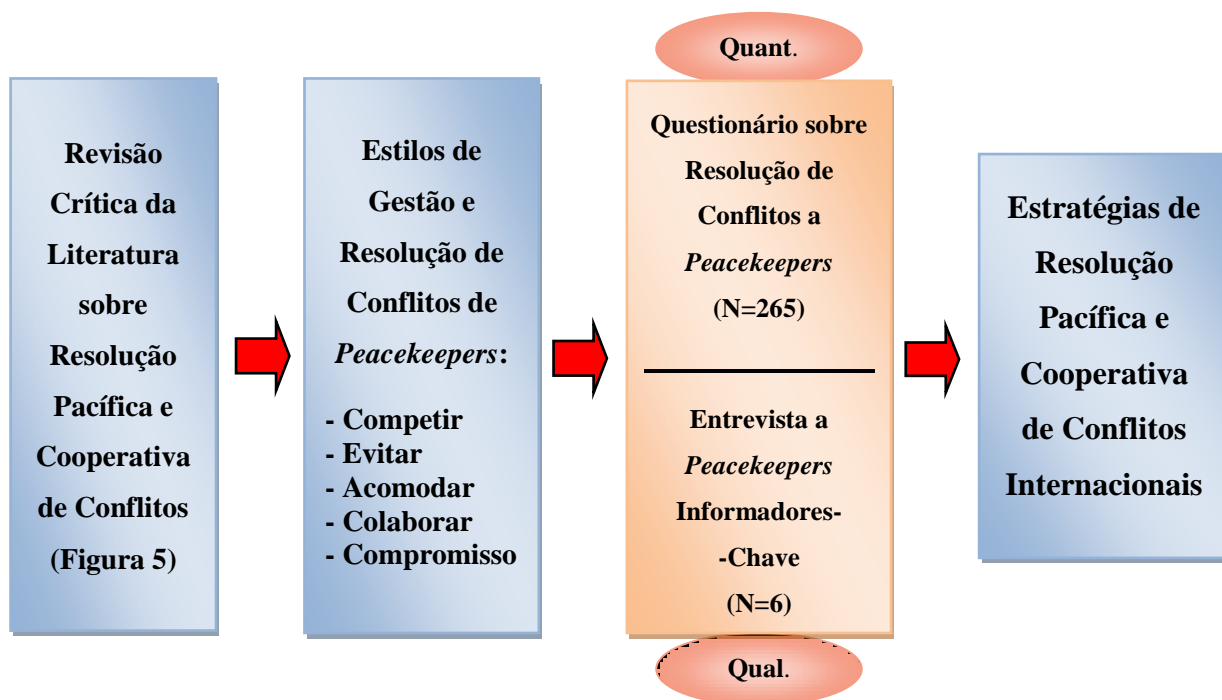 Revisão
Crítica da
Literatura
sobre
Resolução
Pacífica e
Cooperativa
de Conflitos
(Figura 5)
Estilos de
Gestão e
Resolução de
Conflitos de
Peacekeepers:
- Competir
- Evitar
- Acomodar
- Colaborar
- Compromisso
Quant.
Questionário sobre
Resolução de
Conflitos a
Peacekeepers
(N=265)
Entrevista a
Peacekeepers
Informadores-
-Chave
(N=6)
Qual.
Estratégias de
Resolução
Pacífica e
Cooperativa
de Conflitos
Internacionais